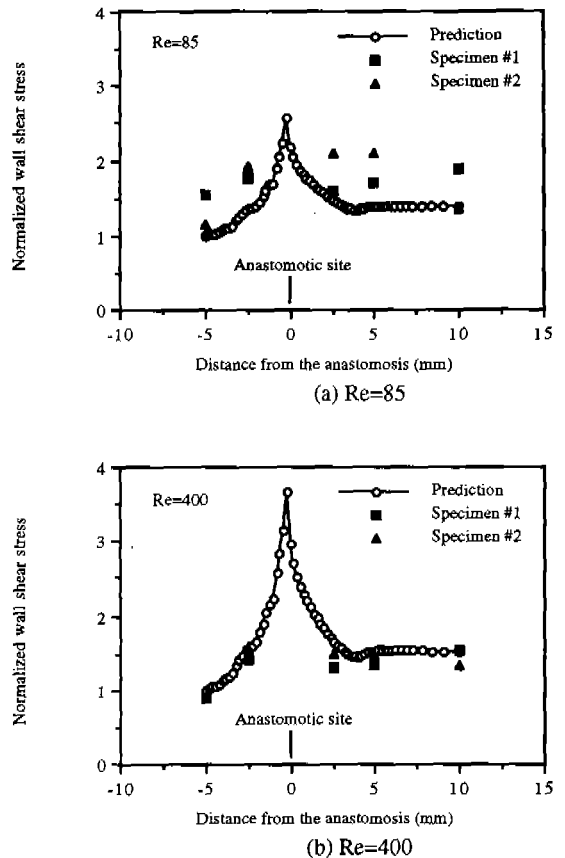 4
3
2
1
0
Normalized wall shear stress
Re=85
Prediction
Specimen #1
Specimen #2
Anastomotic site
-10
-5
0
5
10
15
Distance from the anastomosis (mm)
(a) Re=85
4
3
2
1
0
Normalized wall shear stress
Re=400
Prediction
Specimen #1
Specimen #2
Anastomotic site
-10
-5
0
5
10
15
Distance from the anastomosis (mm)
(b) Re=400